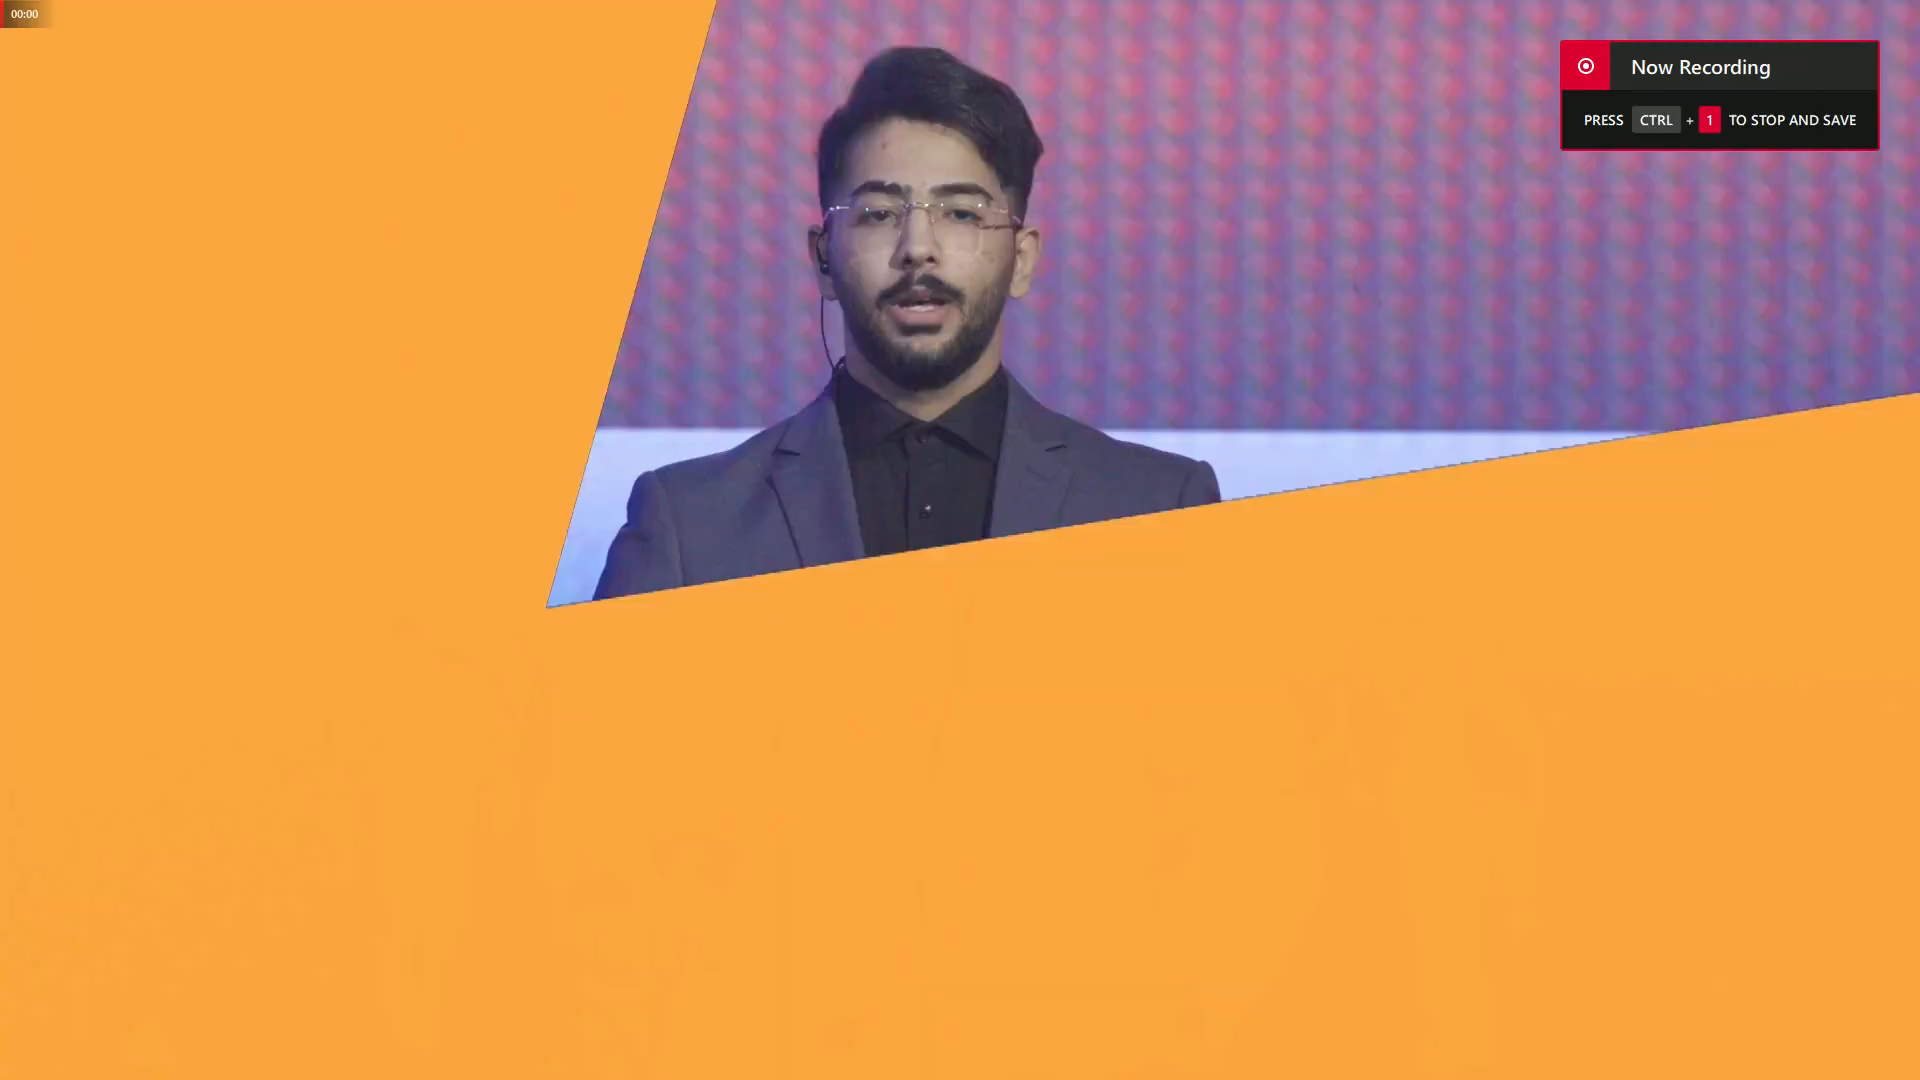 00:00
Now Recording
PRESS CTRL + 1 TO STOP AND SAVE